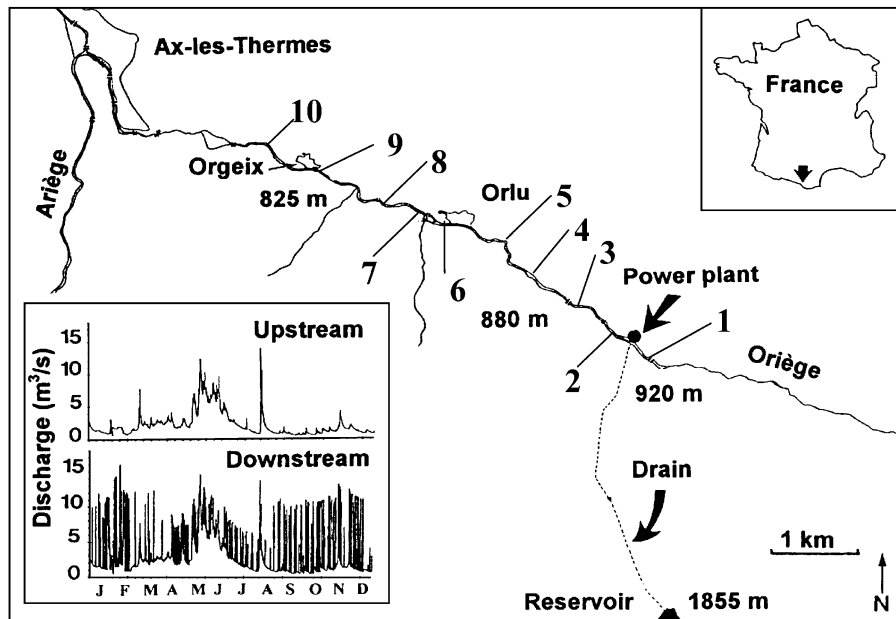 Ax-les-Thermes
France
10
9
Orgeix
8
825 m
Ariège
Orlu
5
4
3
7
6
Power plant
880 m
1
2
Oriège
920 m
Drain
1 km
Reservoir
1855 m
N
Discharge (m³/s)
Upstream
15
10
5
0
Downstream
15
10
5
0
J F M A M J J A S O N D